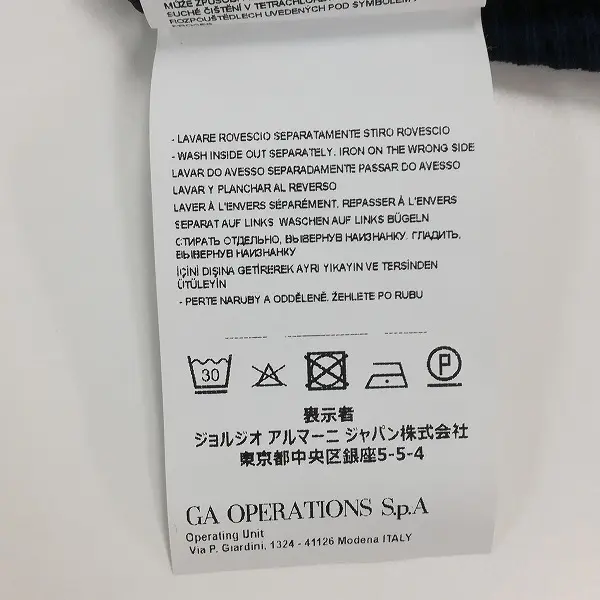 MŮŽE ZPŮSOB
SUCHÉ ČIŠTĚNÍ V TETRACHLOR
ROZPOUŠTĚDLECH UVEDENÝCH POD SYMBOLEM
- LAVARE ROVESCIO SEPARATAMENTE STIRO ROVESCIO
- WASH INSIDE OUT SEPARATELY. IRON ON THE WRONG SIDE
LAVAR DO AVESSO SEPARADAMENTE PASSAR DO AVESSO
LAVAR Y PLANCHAR AL REVERSO
LAVER À L'ENVERS SÉPARÉMENT. REPASSER À L'ENVERS
SEPARAT AUF LINKS WASCHEN AUF LINKS BÜGELN
СТИРАТЬ ОТДЕЛЬНО, ВЫВЕРНУВ НАИЗНАНКУ. ГЛАДИТЬ,
ВЫВЕРНУВ НАИЗНАНКУ
İÇİNİ DIŞINA GETİREREK AYRI YIKAYIN VE TERSİNDEN
ÜTÜLEYİN
- PERTE NARUBY A ODDĚLENĚ. ŽEHLETE PO RUBU
30
P
表示者
ジョルジオ アルマーニ ジャパン株式会社
東京都中央区銀座5-5-4
GA OPERATIONS S.p.A
Operating Unit
Via P. Giardini, 1324 - 41126 Modena ITALY